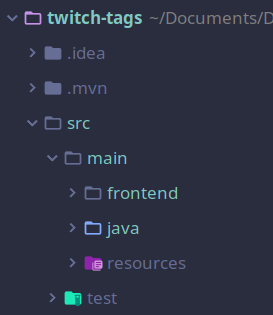 twitch-tags ~/Documents/D
.idea
.mvn
src
main
frontend
java
resources
test